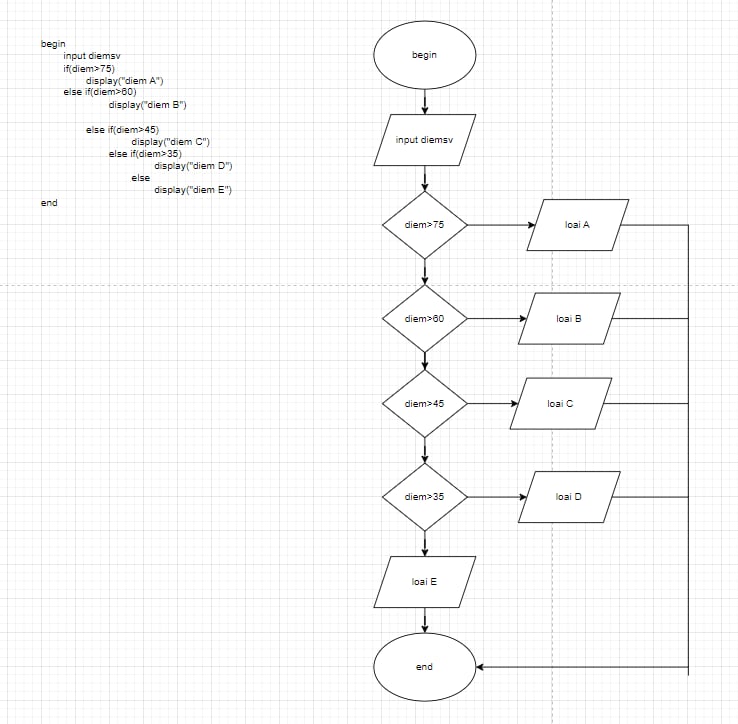 begin
input diemsv
if(diem>75)
display("diem A")
else if(diem>60)
display("diem B")
else if(diem>45)
display("diem C")
else if(diem>35)
display("diem D")
else
display("diem E")
end
begin
input diemsv
diem>75
loai A
diem>60
loai B
diem>45
loai C
diem>35
loai D
loai E
end